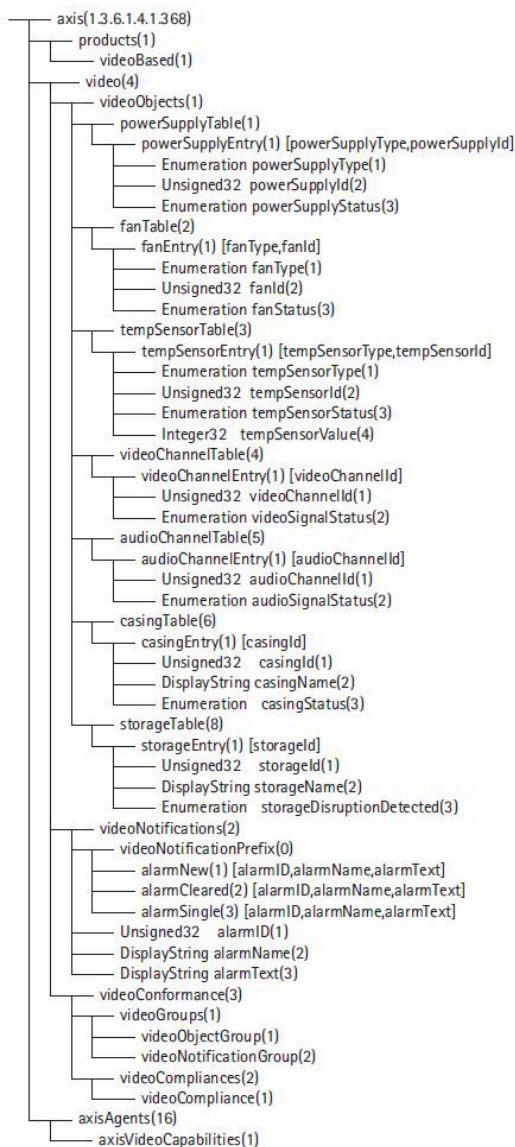 axis(1.3.6.1.4.1.368)
products(1)
videoBased(1)
video(4)
videoObjects(1)
powerSupplyTable(1)
powerSupplyEntry(1) [powerSupplyType,powerSupplyId]
Enumeration powerSupplyType(1)
Unsigned32 powerSupplyId(2)
Enumeration powerSupplyStatus(3)
fanTable(2)
fanEntry(1) [fanType,fanId]
Enumeration fanType(1)
Unsigned32 fanId(2)
Enumeration fanStatus(3)
tempSensorTable(3)
tempSensorEntry(1) [tempSensorType,tempSensorId]
Enumeration tempSensorType(1)
Unsigned32 tempSensorId(2)
Enumeration tempSensorStatus(3)
Integer32 tempSensorValue(4)
videoChannelTable(4)
videoChannelEntry(1) [videoChannelId]
Unsigned32 videoChannelId(1)
Enumeration videoSignalStatus(2)
audioChannelTable(5)
audioChannelEntry(1) [audioChannelId]
Unsigned32 audioChannelId(1)
Enumeration audioSignalStatus(2)
casingTable(6)
casingEntry(1) [casingId]
Unsigned32 casingId(1)
DisplayString casingName(2)
Enumeration casingStatus(3)
storageTable(8)
storageEntry(1) [storageId]
Unsigned32 storageId(1)
DisplayString storageName(2)
Enumeration storageDisruptionDetected(3)
videoNotifications(2)
videoNotificationPrefix(0)
alarmNew(1) [alarmID,alarmName,alarmText]
alarmCleared(2) [alarmID,alarmName,alarmText]
alarmSingle(3) [alarmID,alarmName,alarmText]
Unsigned32 alarmID(1)
DisplayString alarmName(2)
DisplayString alarmText(3)
videoConformance(3)
videoGroups(1)
videoObjectGroup(1)
videoNotificationGroup(2)
videoCompliances(2)
videoCompliance(1)
axisAgents(16)
axisVideoCapabilities(1)